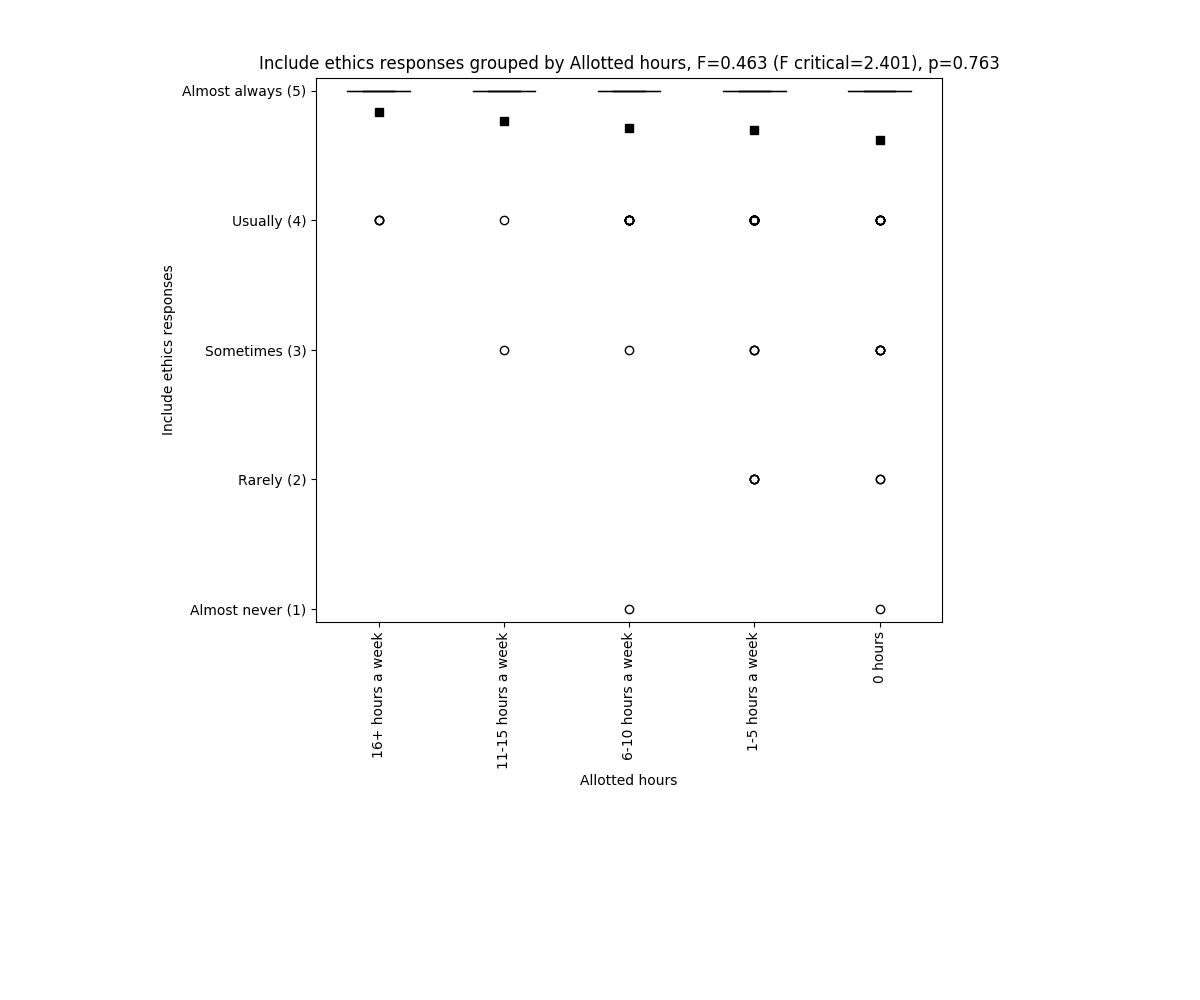 Include ethics responses grouped by Allotted hours, F=0.463 (F critical=2.401), p=0.763
Almost always (5)
Usually (4)
Sometimes (3)
Rarely (2)
Almost never (1)
Include ethics responses
16+ hours a week
11-15 hours a week
6-10 hours a week
1-5 hours a week
0 hours
Allotted hours